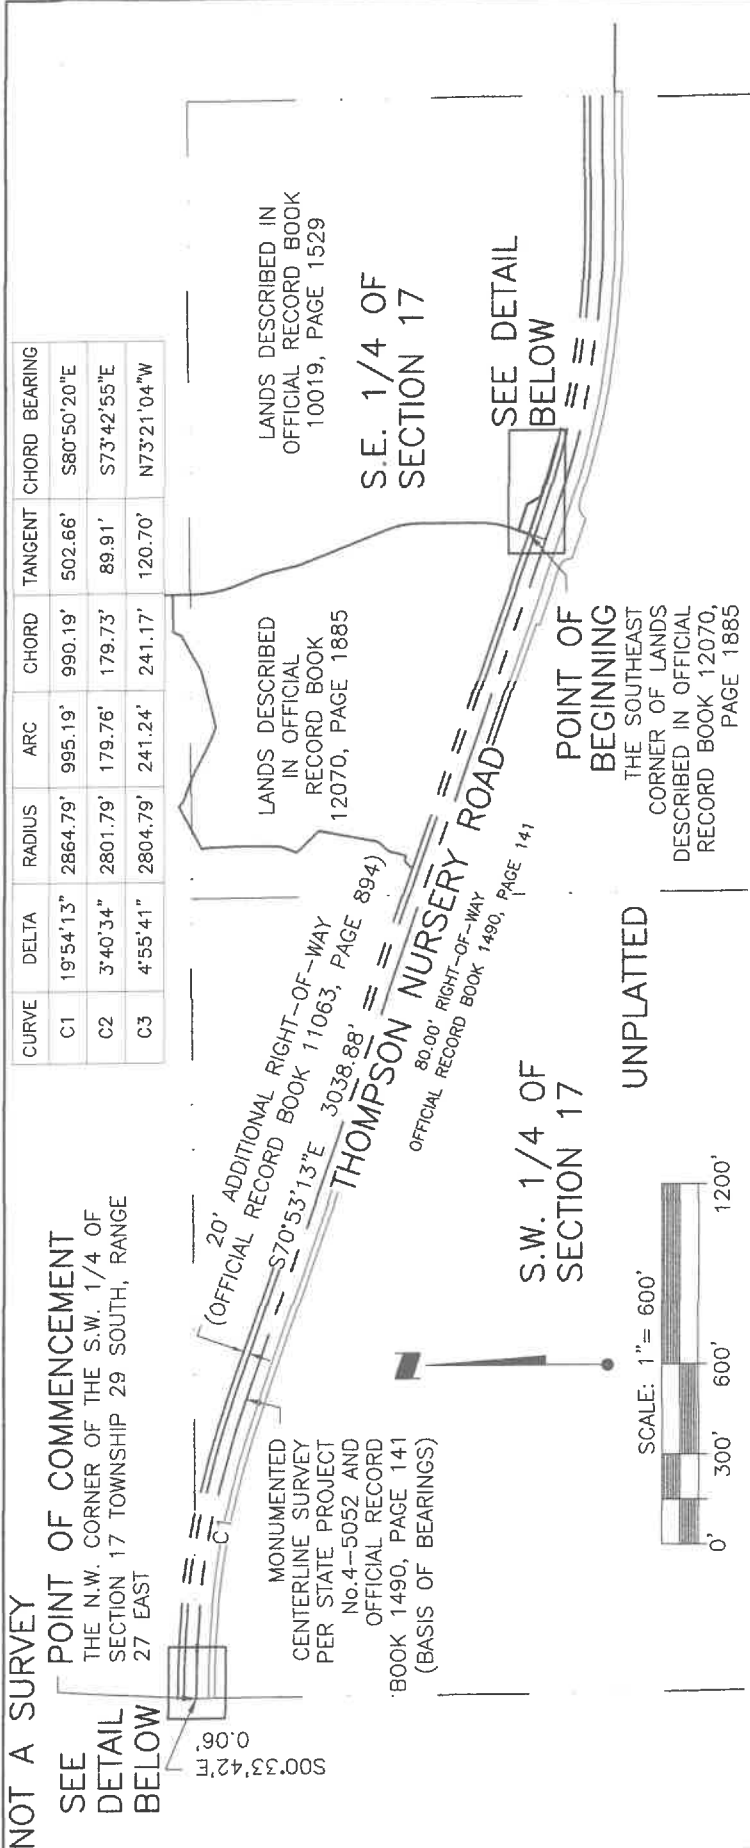 NOT A SURVEY
SEE
DETAIL
BELOW
POINT OF COMMENCEMENT
THE N.W. CORNER OF THE S.W. 1/4 OF
SECTION 17 TOWNSHIP 29 SOUTH, RANGE
27 EAST
CURVE DELTA RADIUS ARC CHORD TANGENT CHORD BEARING
C1 19°54'13" 2864.79' 995.19' 990.19' 502.66' S80°50'20"E
C2 3°40'34" 2801.79' 179.76' 179.73' 89.91' S73°42'55"E
C3 4°55'41" 2804.79' 241.24' 241.17' 120.70' N73°21'04"W
S00°33'42"E
0.06'
C1
MONUMENTED
CENTERLINE SURVEY
PER STATE PROJECT
No.4-5052 AND
OFFICIAL RECORD
BOOK 1490, PAGE 141
(BASIS OF BEARINGS)
20' ADDITIONAL RIGHT-OF-WAY
(OFFICIAL RECORD BOOK 11063, PAGE 894)
S70°53'13"E 3038.88'
THOMPSON NURSERY ROAD
80.00' RIGHT-OF-WAY
OFFICIAL RECORD BOOK 1490, PAGE 141
LANDS DESCRIBED
IN OFFICIAL
RECORD BOOK
12070, PAGE 1885
LANDS DESCRIBED IN
OFFICIAL RECORD BOOK
10019, PAGE 1529
S.E. 1/4 OF
SECTION 17
SEE DETAIL
BELOW
POINT OF
BEGINNING
THE SOUTHEAST
CORNER OF LANDS
DESCRIBED IN OFFICIAL
RECORD BOOK 12070,
PAGE 1885
S.W. 1/4 OF
SECTION 17
UNPLATTED
SCALE: 1"= 600'
0' 300' 600' 1200'